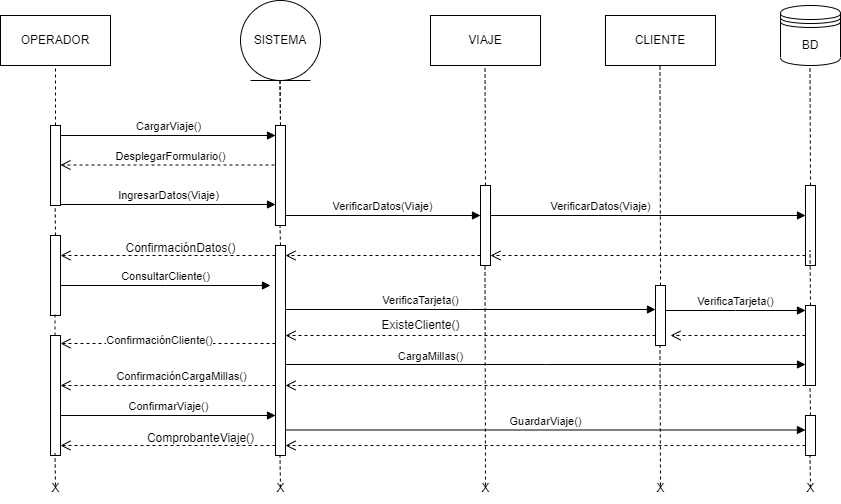 OPERADOR
SISTEMA
VIAJE
CLIENTE
BD
CargarViaje()
DesplegarFormulario()
IngresarDatos(Viaje)
VerificarDatos(Viaje)
VerificarDatos(Viaje)
ConfirmaciónDatos()
ConsultarCliente()
VerificaTarjeta()
VerificaTarjeta()
ExisteCliente()
ConfirmaciónCliente()
CargaMillas()
ConfirmaciónCargaMillas()
ConfirmarViaje()
GuardarViaje()
ComprobanteViaje()
X X X X X